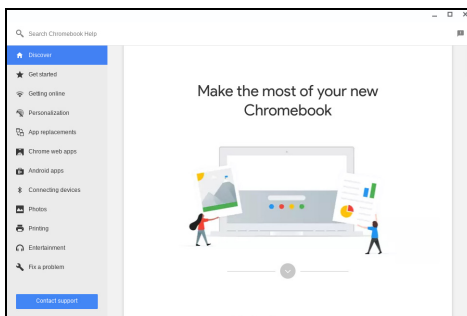 Search Chromebook Help
Discover
Get started
Getting online
Personalization
App replacements
Chrome web apps
Android apps
Connecting devices
Photos
Printing
Entertainment
Fix a problem
Contact support
Make the most of your new
Chromebook